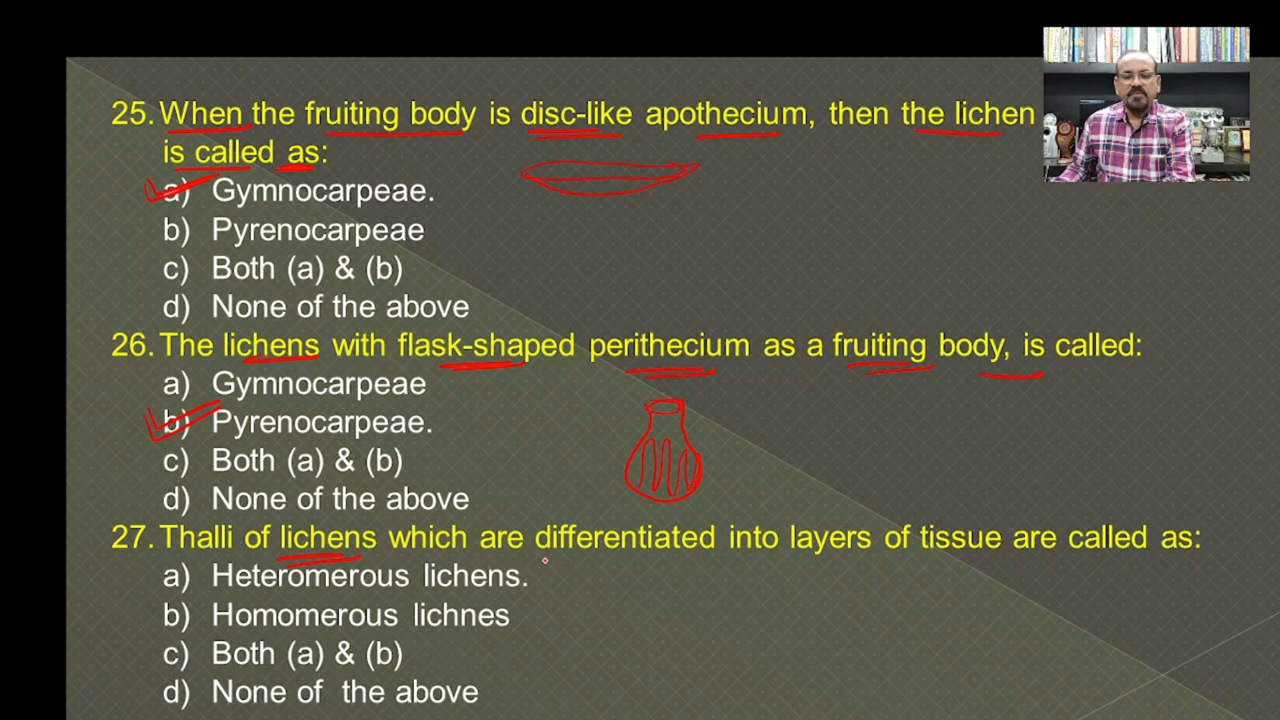 25. When the fruiting body is disc-like apothecium, then the lichen
is called as:
a) Gymnocarpeae.
b) Pyrenocarpeae
c) Both (a) & (b)
d) None of the above
26. The lichens with flask-shaped perithecium as a fruiting body, is called:
a) Gymnocarpeae
b) Pyrenocarpeae.
c) Both (a) & (b)
d) None of the above
27. Thalli of lichens which are differentiated into layers of tissue are called as:
a) Heteromerous lichens.
b) Homomerous lichnes
c) Both (a) & (b)
d) None of the above